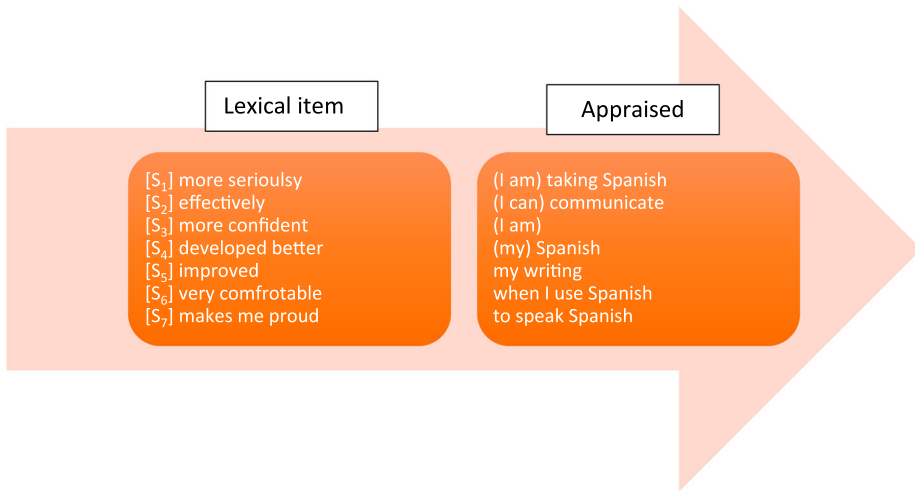 Lexical item
Appraised
[S₁] more serioulsy
[S₂] effectively
[S₃] more confident
[S₄] developed better
[S₅] improved
[S₆] very comfrotable
[S₇] makes me proud
(I am) taking Spanish
(I can) communicate
(I am)
(my) Spanish
my writing
when I use Spanish
to speak Spanish